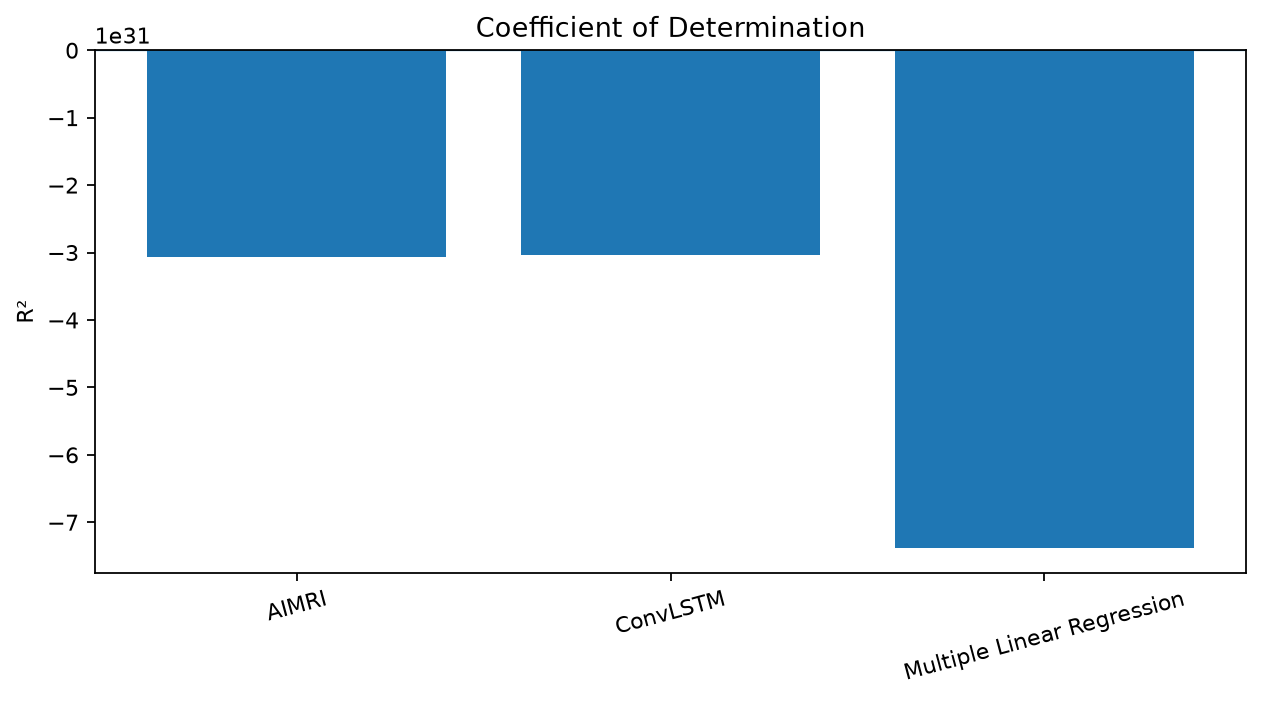 Coefficient of Determination
1e31
0
−1
−2
−3
−4
−5
−6
−7
R²
AIMRI
ConvLSTM
Multiple Linear Regression